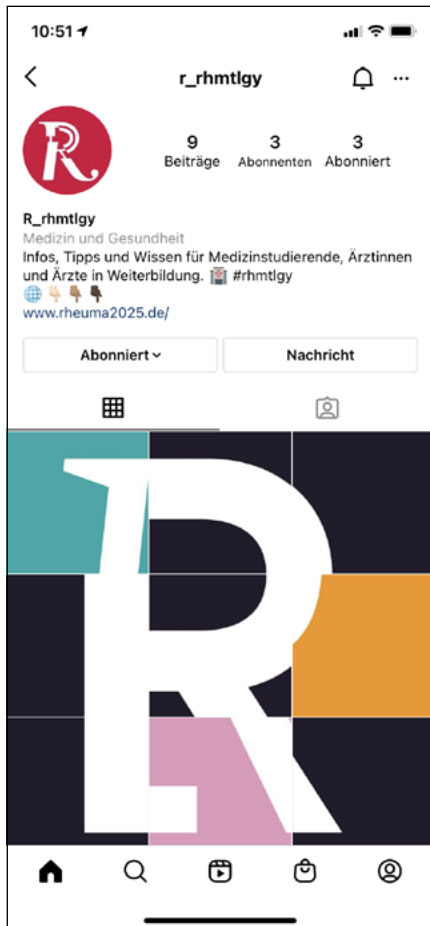 10:51
r_rhmtlgy
R
9 3 3
Beiträge Abonnenten Abonniert
R_rhmtlgy
Medizin und Gesundheit
Infos, Tipps und Wissen für Medizinstudierende, Ärztinnen
und Ärzte in Weiterbildung. 🏥 #rhmtlgy
🌐 👇🏻 👇🏽 👇🏿
www.rheuma2025.de/
Abonniert Nachricht
R